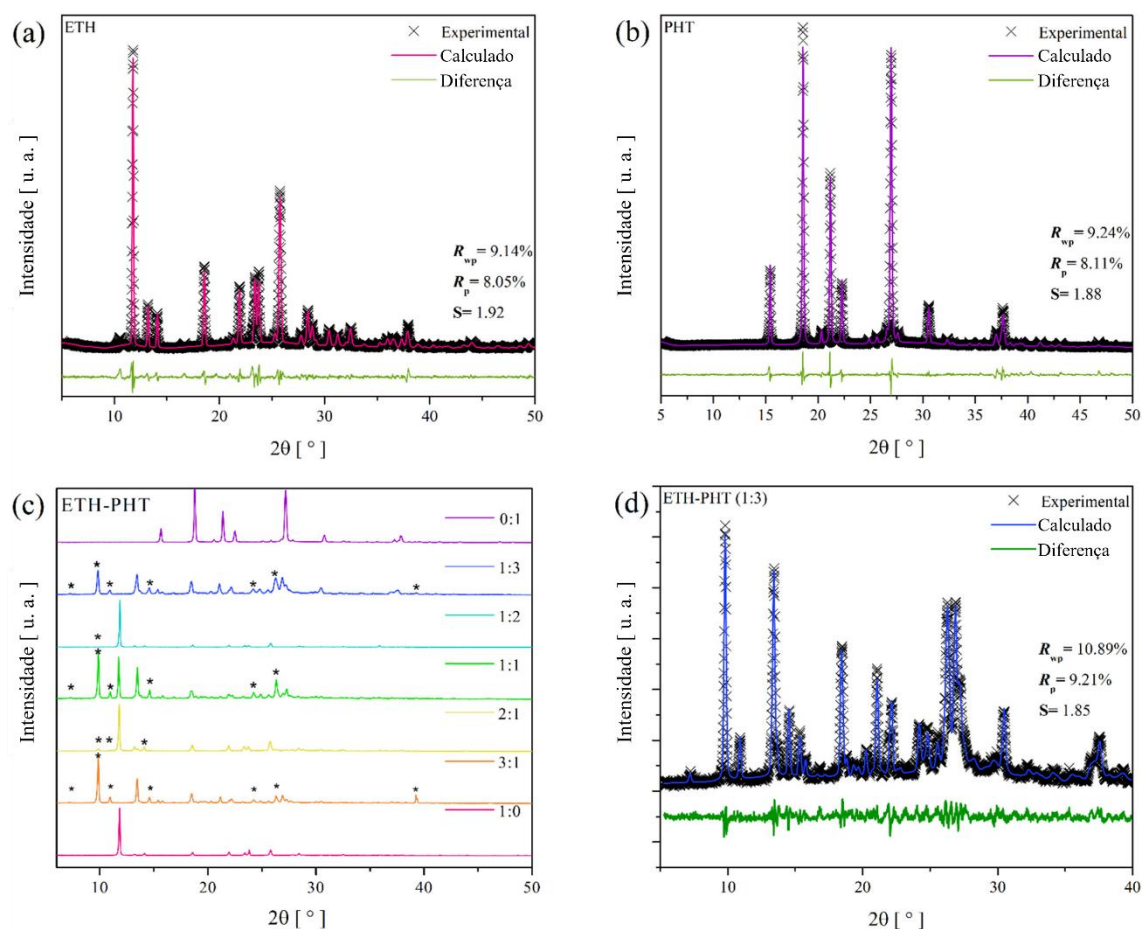 (a)
ETH
Experimental
Calculado
Diferença
Intensidade [ u. a. ]
Rwp = 9.14%
Rp = 8.05%
S= 1.92
10 20 30 40 50
2θ [ ° ]
(b)
PHT
Experimental
Calculado
Diferença
Intensidade [ u. a. ]
Rwp = 9.24%
Rp = 8.11%
S= 1.88
5 10 15 20 25 30 35 40 45 50
2θ [ ° ]
(c)
ETH-PHT
0:1
* * * * * * *
1:3
1:2
* * * * * *
1:1
* * *
2:1
* * * * * * *
3:1
1:0
Intensidade [ u. a. ]
10 20 30 40 50
2θ [ ° ]
(d)
ETH-PHT (1:3)
Experimental
Calculado
Diferença
Intensidade [ u. a. ]
Rwp = 10.89%
Rp = 9.21%
S= 1.85
10 20 30 40
2θ [ ° ]